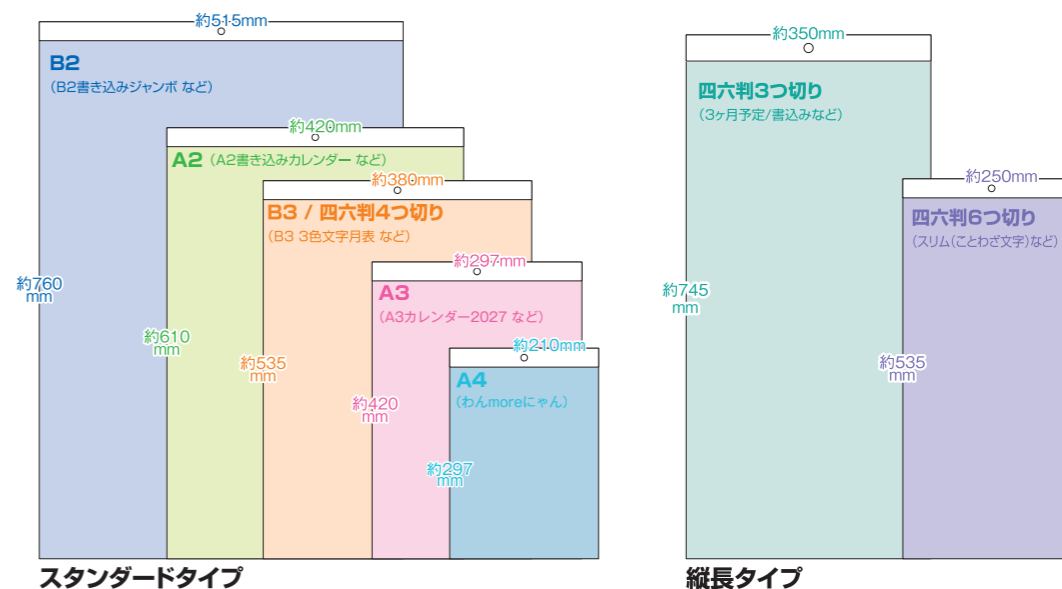 約515mm
B2
（B2書き込みジャンボ など）
約760
mm
約420mm
A2（A2書き込みカレンダー など）
約610
mm
約380mm
B3 / 四六判4つ切り
（B3 3色文字月表 など）
約535
mm
約297mm
A3
（A3カレンダー2027 など）
約420
mm
約210mm
A4
（わんmoreにゃん）
約297
mm
スタンダードタイプ
約350mm
四六判3つ切り
（3ヶ月予定/書込みなど）
約745
mm
約250mm
四六判6つ切り
（スリム（ことわざ文字）など）
約535
mm
縦長タイプ